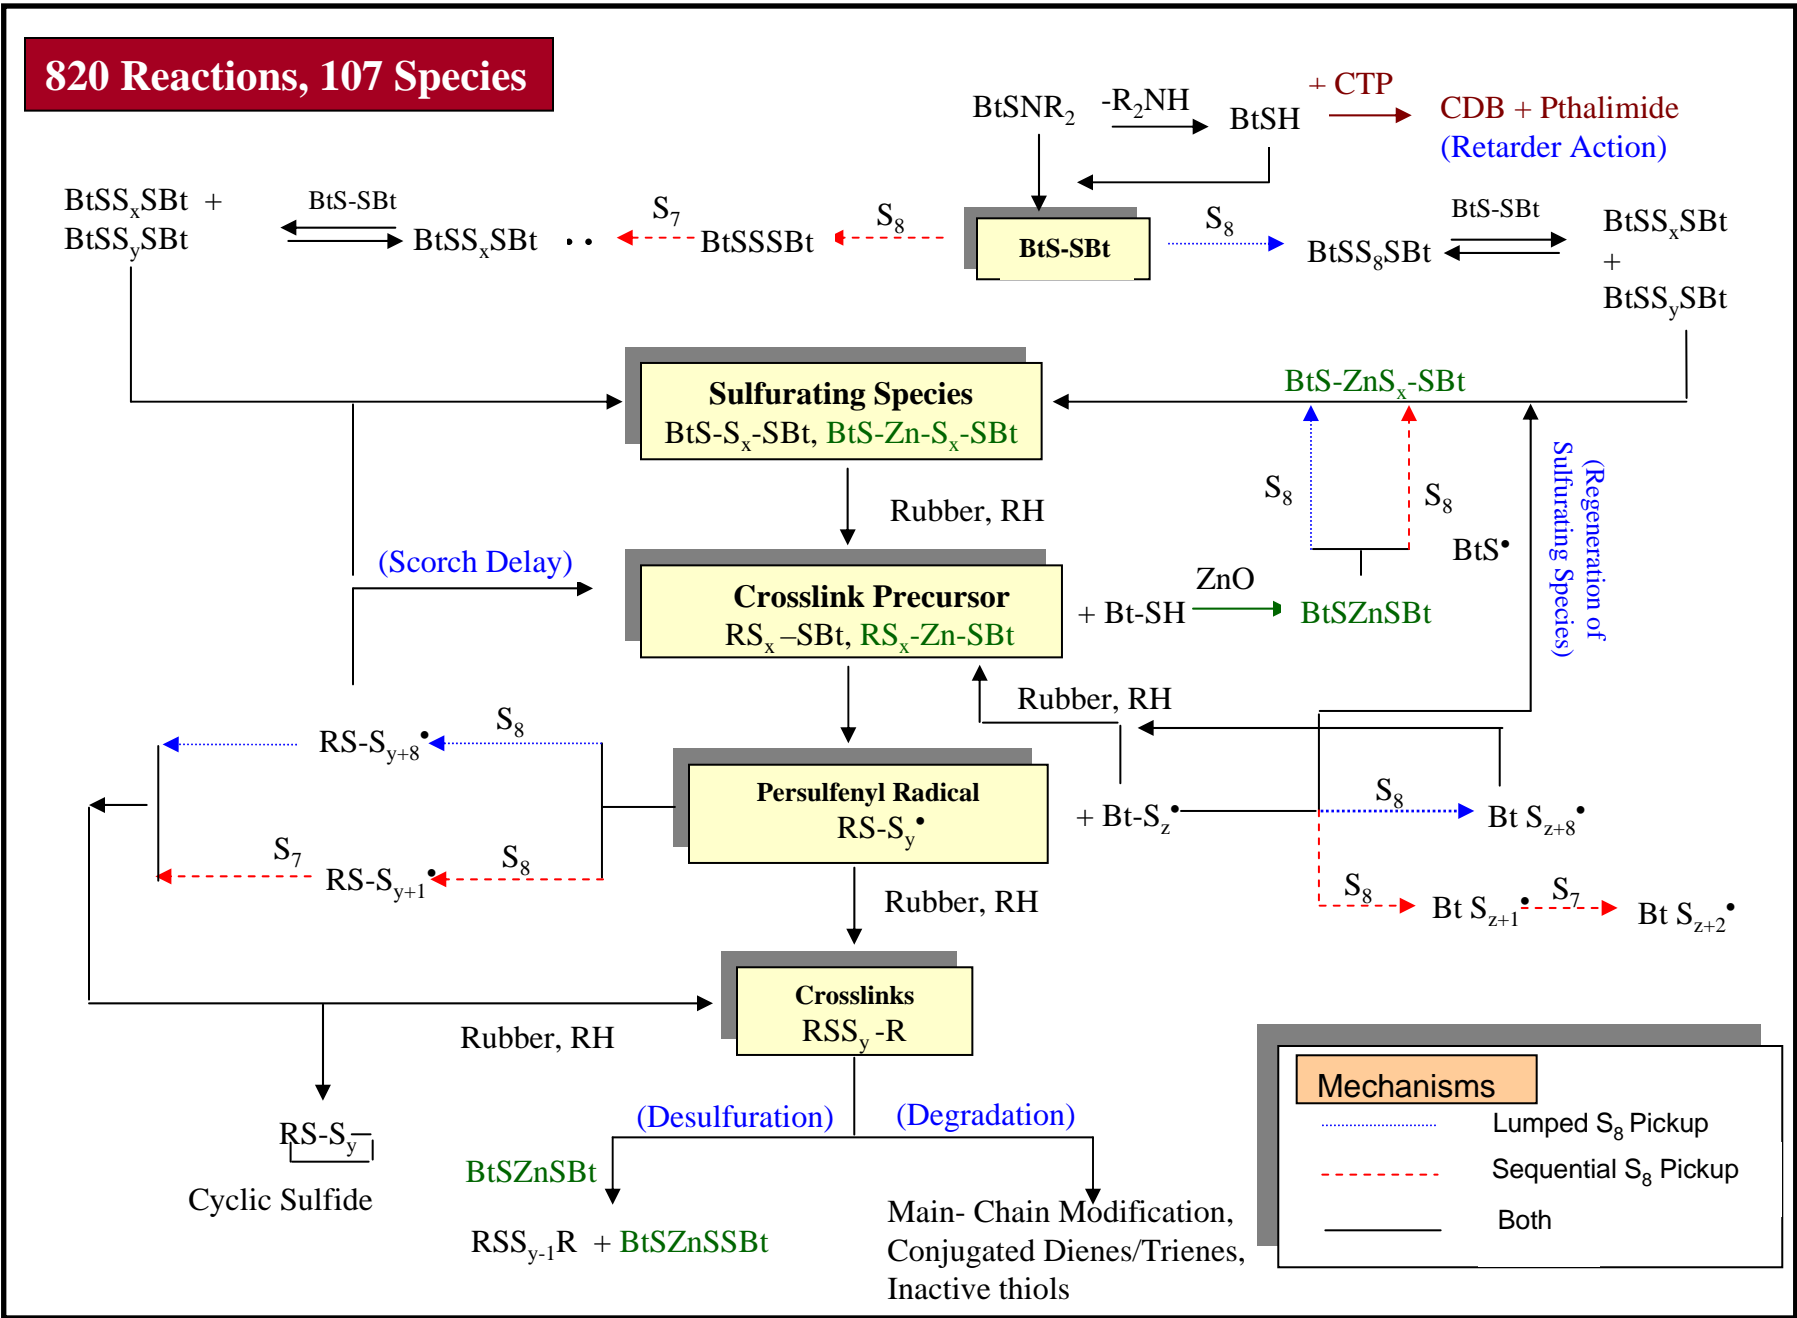 820 Reactions, 107 Species
BtSNR2
-R2NH
BtSH
+ CTP
CDB + Pthalimide
(Retarder Action)
BtSSxSBt +
BtSSySBt
BtS-SBt
BtSSxSBt
S7
BtSSSBt
S8
BtS-SBt
S8
BtSS8SBt
BtS-SBt
BtSSxSBt
+
BtSSySBt
Sulfurating Species
BtS-Sx-SBt, BtS-Zn-Sx-SBt
BtS-ZnSx-SBt
S8
S8
BtS•
(Regeneration of
Sulfurating Species)
Rubber, RH
(Scorch Delay)
Crosslink Precursor
RSx –SBt, RSx-Zn-SBt
+ Bt-SH
ZnO
BtSZnSBt
Rubber, RH
RS-Sy+8•
S8
Persulfenyl Radical
RS-Sy•
+ Bt-Sz•
S8
Bt Sz+8•
S7
RS-Sy+1•
S8
S8
Bt Sz+1•
S7
Bt Sz+2•
Rubber, RH
Crosslinks
RSSy -R
Rubber, RH
RS-Sy
Cyclic Sulfide
(Desulfuration)
(Degradation)
BtSZnSBt
RSSy-1R + BtSZnSSBt
Main- Chain Modification,
Conjugated Dienes/Trienes,
Inactive thiols
Mechanisms
Lumped S8 Pickup
Sequential S8 Pickup
Both